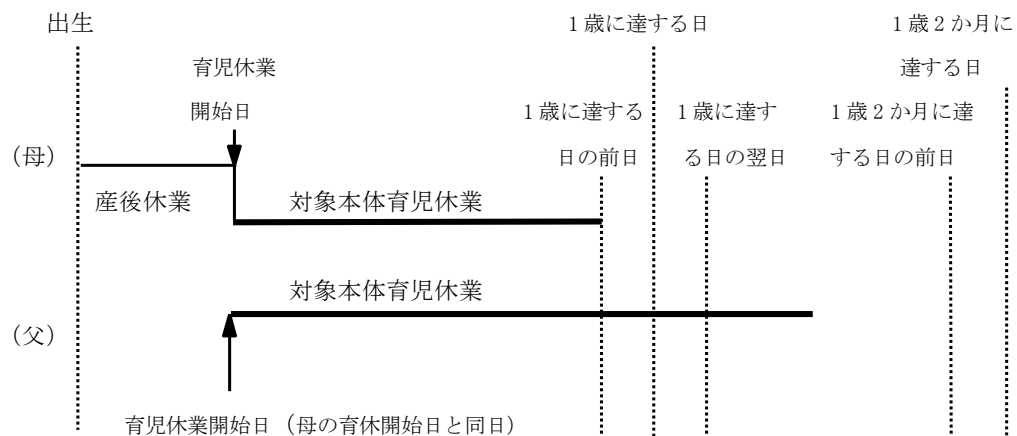 出生
1歳に達する日
1歳2か月に
達する日
育児休業
開始日
1歳に達する
日の前日
1歳に達す
る日の翌日
1歳2か月に達
する日の前日
(母)
産後休業
対象本体育児休業
対象本体育児休業
(父)
育児休業開始日(母の育休開始日と同日)